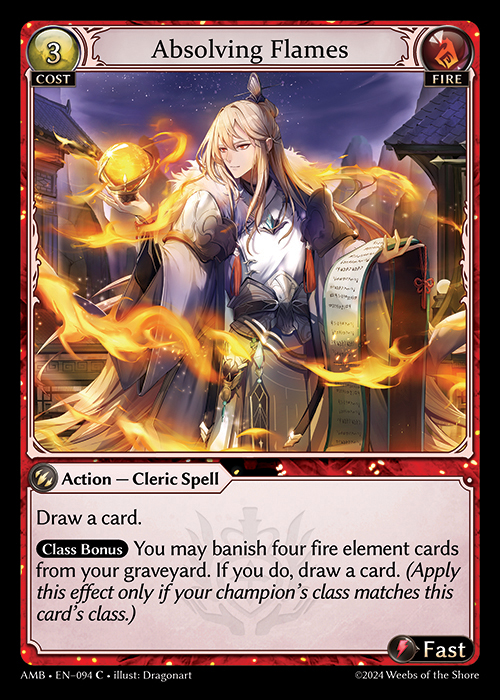 3
Absolving Flames
COST
FIRE
Action — Cleric Spell
Draw a card.
Class Bonus You may banish four fire element cards
from your graveyard. If you do, draw a card. (Apply
this effect only if your champion's class matches this
card's class.)
Fast
AMB • EN–094 C • illust: Dragonart
©2024 Weebs of the Shore